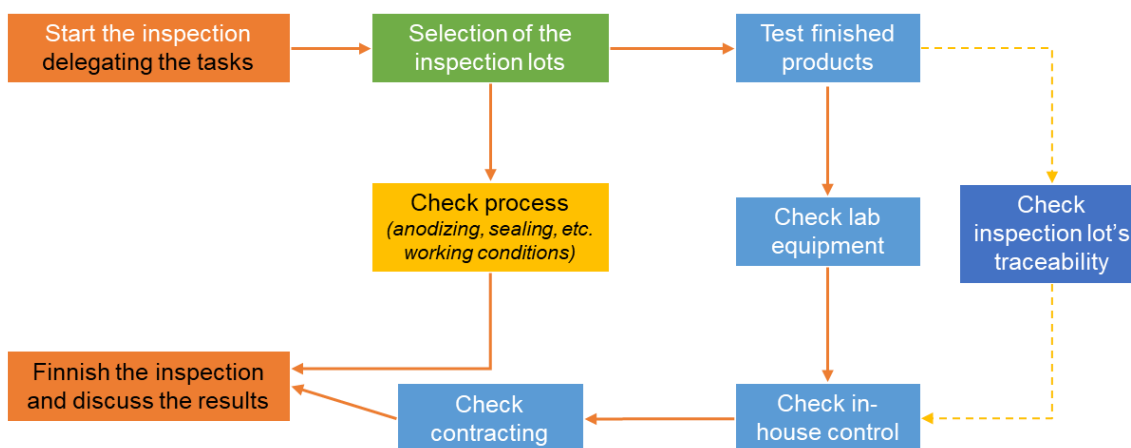 Start the inspection
delegating the tasks
Selection of the
inspection lots
Test finished
products
Check process
(anodizing, sealing, etc.
working conditions)
Check lab
equipment
Check
inspection lot's
traceability
Finnish the inspection
and discuss the results
Check
contracting
Check in-
house control